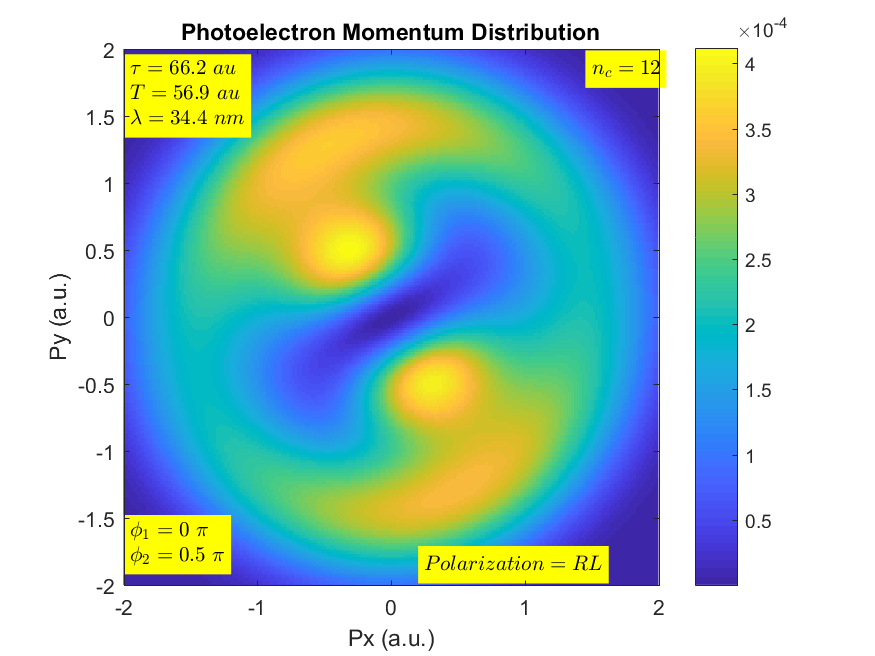 Photoelectron Momentum Distribution
×10⁻⁴
τ = 66.2 au
T = 56.9 au
λ = 34.4 nm
n_c = 12
2
1.5
1
0.5
0
-0.5
-1
-1.5
-2
Py (a.u.)
ϕ₁ = 0 π
ϕ₂ = 0.5 π
Polarization = RL
-2
-1
0
1
2
Px (a.u.)
4
3.5
3
2.5
2
1.5
1
0.5